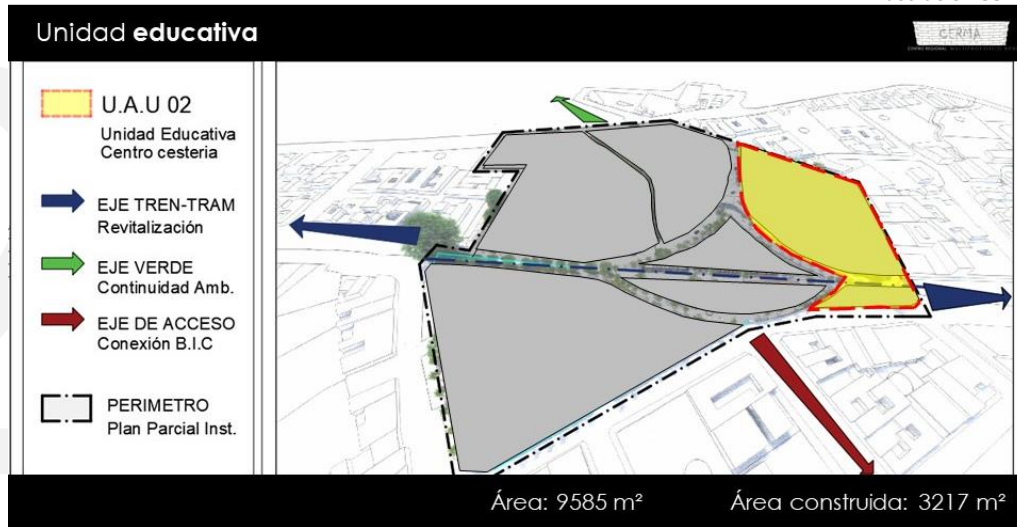 Unidad educativa
CERMA
U.A.U 02
Unidad Educativa
Centro cesteria
EJE TREN-TRAM
Revitalización
EJE VERDE
Continuidad Amb.
EJE DE ACCESO
Conexión B.I.C
PERIMETRO
Plan Parcial Inst.
Área: 9585 m²
Área construida: 3217 m²